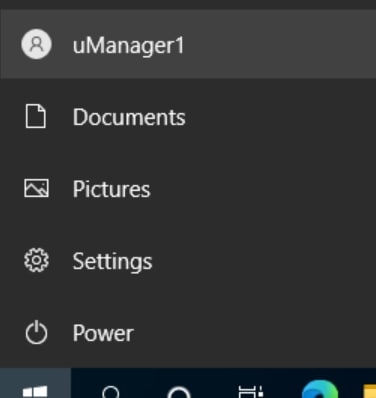 uManager1
Documents
Pictures
Settings
Power